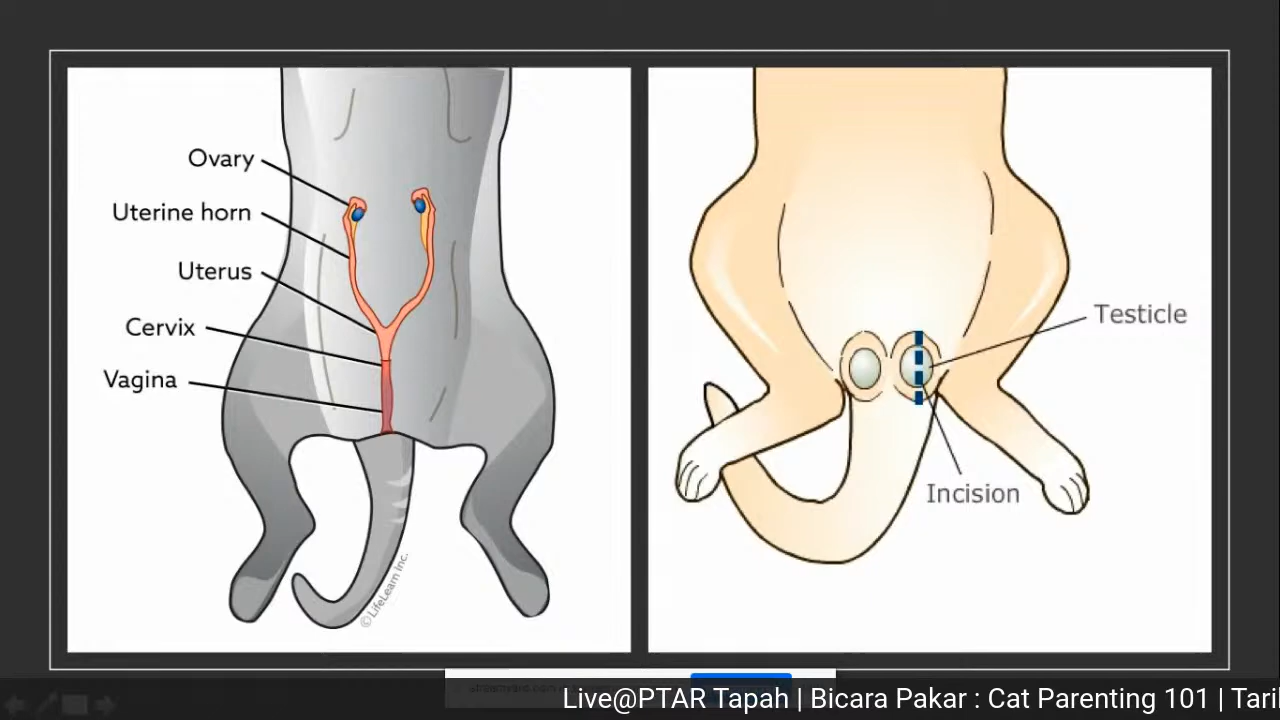 Ovary
Uterine horn
Uterus
Cervix
Vagina
© LifeLearn Inc.
Testicle
Incision
Live@PTAR Tapah | Bicara Pakar : Cat Parenting 101 | Tari